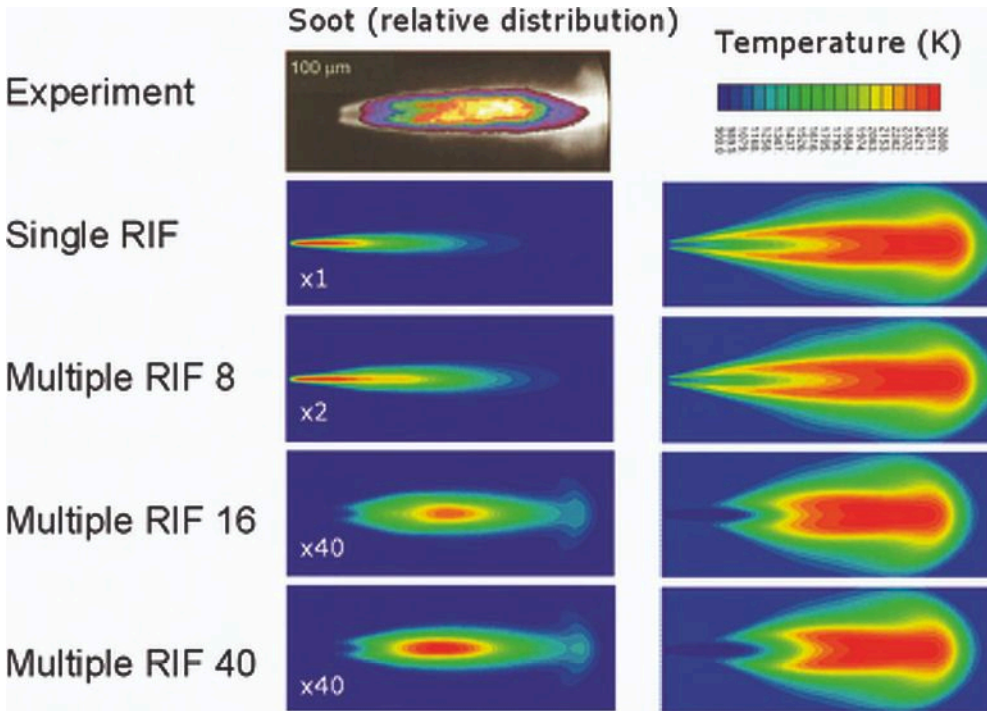 Soot (relative distribution)
Temperature (K)
Experiment
100 µm
Single RIF
x1
Multiple RIF 8
x2
Multiple RIF 16
x40
Multiple RIF 40
x40